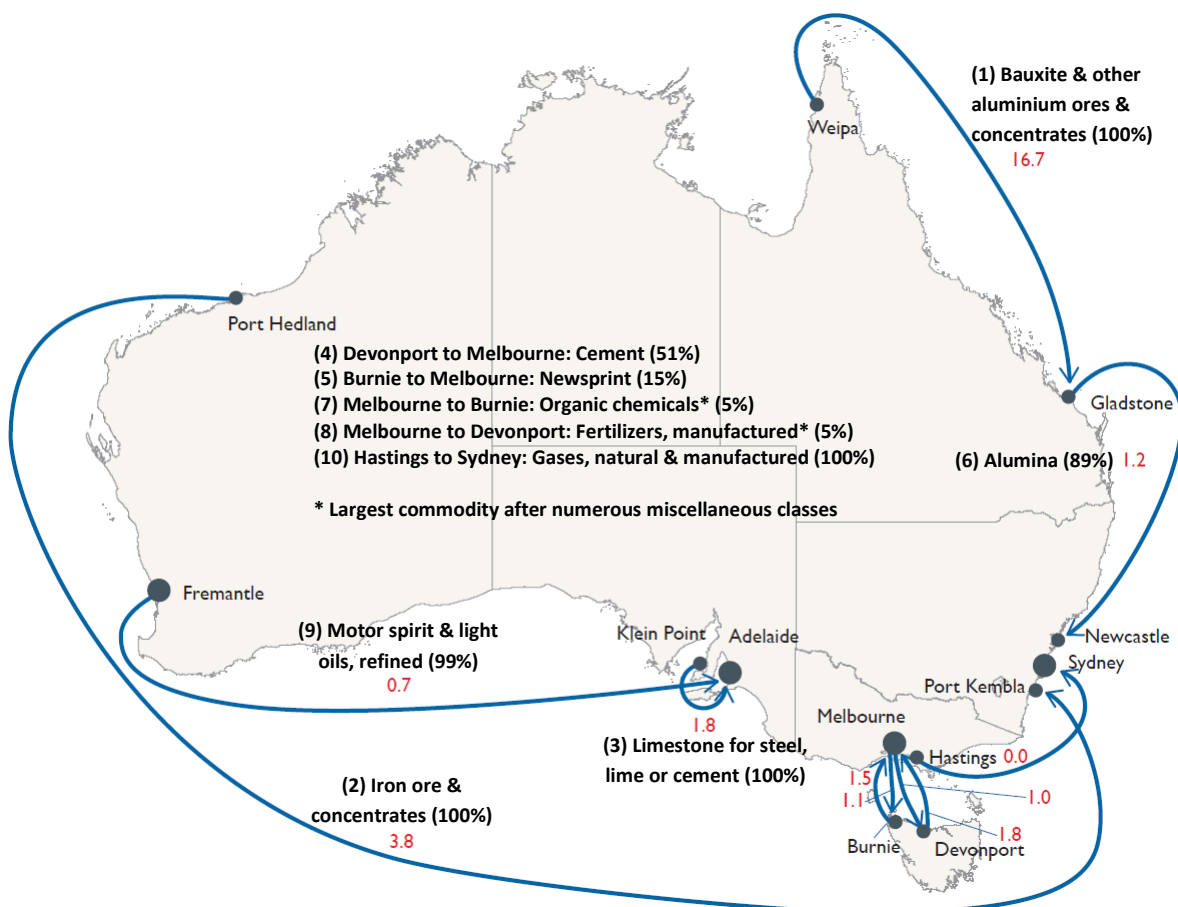 (1) Bauxite & other
aluminium ores &
concentrates (100%)
16.7
Weipa
Port Hedland
(4) Devonport to Melbourne: Cement (51%)
(5) Burnie to Melbourne: Newsprint (15%)
(7) Melbourne to Burnie: Organic chemicals* (5%)
(8) Melbourne to Devonport: Fertilizers, manufactured* (5%)
(10) Hastings to Sydney: Gases, natural & manufactured (100%)
* Largest commodity after numerous miscellaneous classes
Gladstone
(6) Alumina (89%) 1.2
Fremantle
(9) Motor spirit & light
oils, refined (99%)
0.7
Klein Point
Adelaide
1.8
(3) Limestone for steel,
lime or cement (100%)
Newcastle
Sydney
Port Kembla
Melbourne
Hastings 0.0
1.5
1.1
1.0
1.8
Burnie
Devonport
(2) Iron ore &
concentrates (100%)
3.8